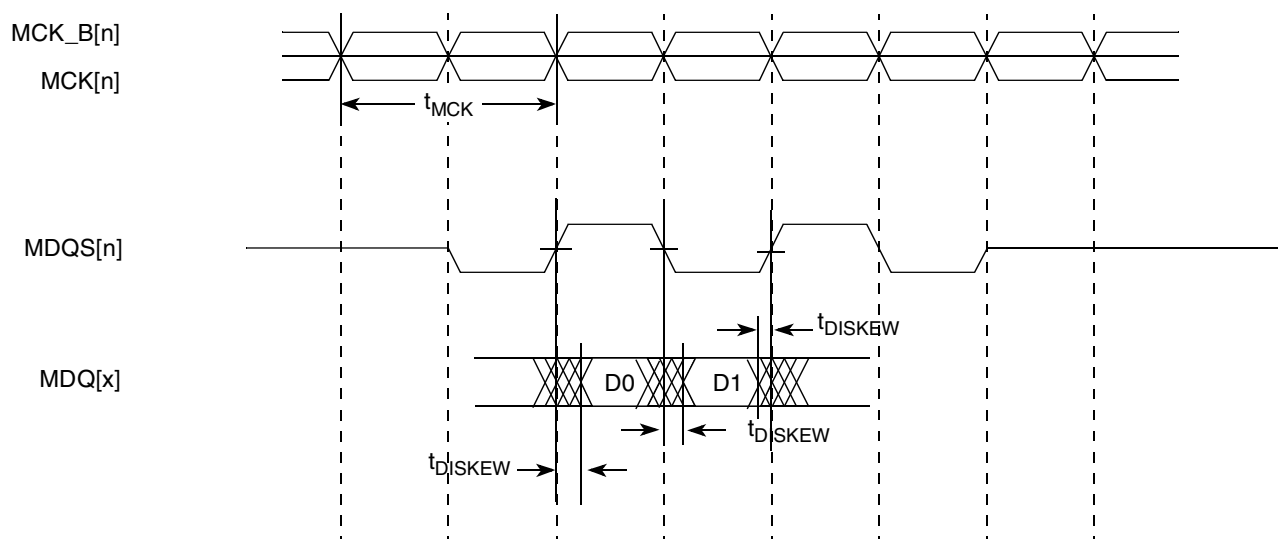 MCK_B[n]
MCK[n]
tMCK
MDQS[n]
tDISKEW
MDQ[x]
D0
D1
tDISKEW
tDISKEW